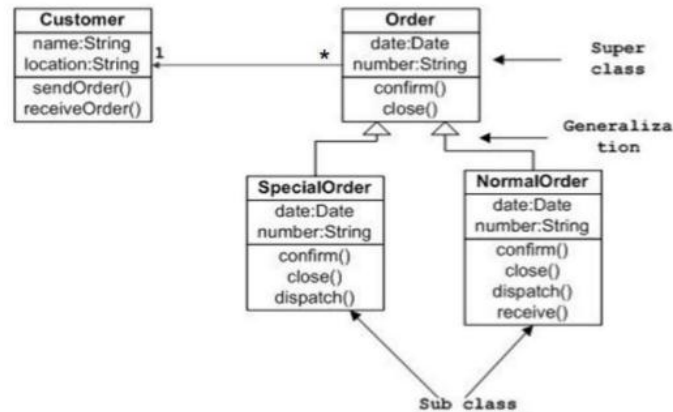 Customer
name:String
location:String
sendOrder()
receiveOrder()
1
*
Order
date:Date
number:String
confirm()
close()
Super
class
Generaliza
tion
SpecialOrder
date:Date
number:String
confirm()
close()
dispatch()
NormalOrder
date:Date
number:String
confirm()
close()
dispatch()
receive()
Sub class